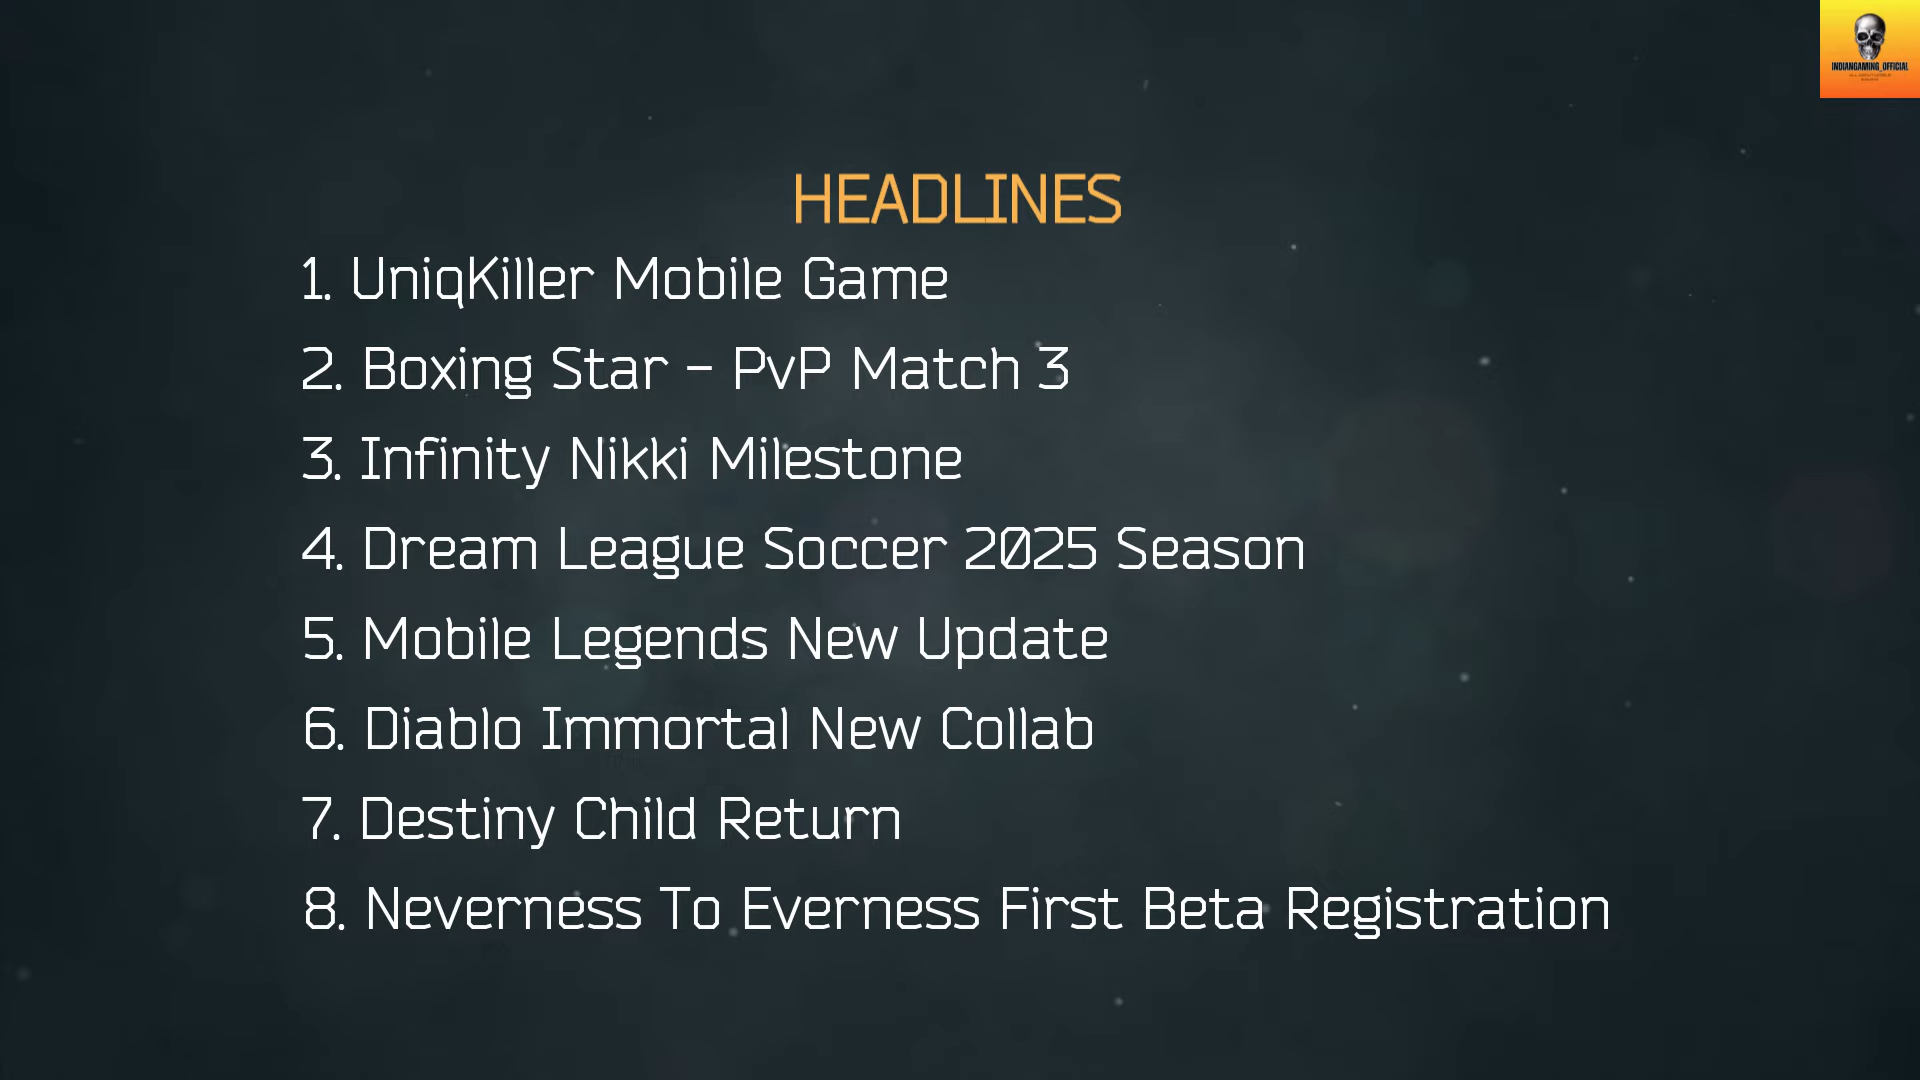 INDIANGAMING_OFFICIAL
HEADLINES
1. UniqKiller Mobile Game
2. Boxing Star - PvP Match 3
3. Infinity Nikki Milestone
4. Dream League Soccer 2025 Season
5. Mobile Legends New Update
6. Diablo Immortal New Collab
7. Destiny Child Return
8. Neverness To Everness First Beta Registration